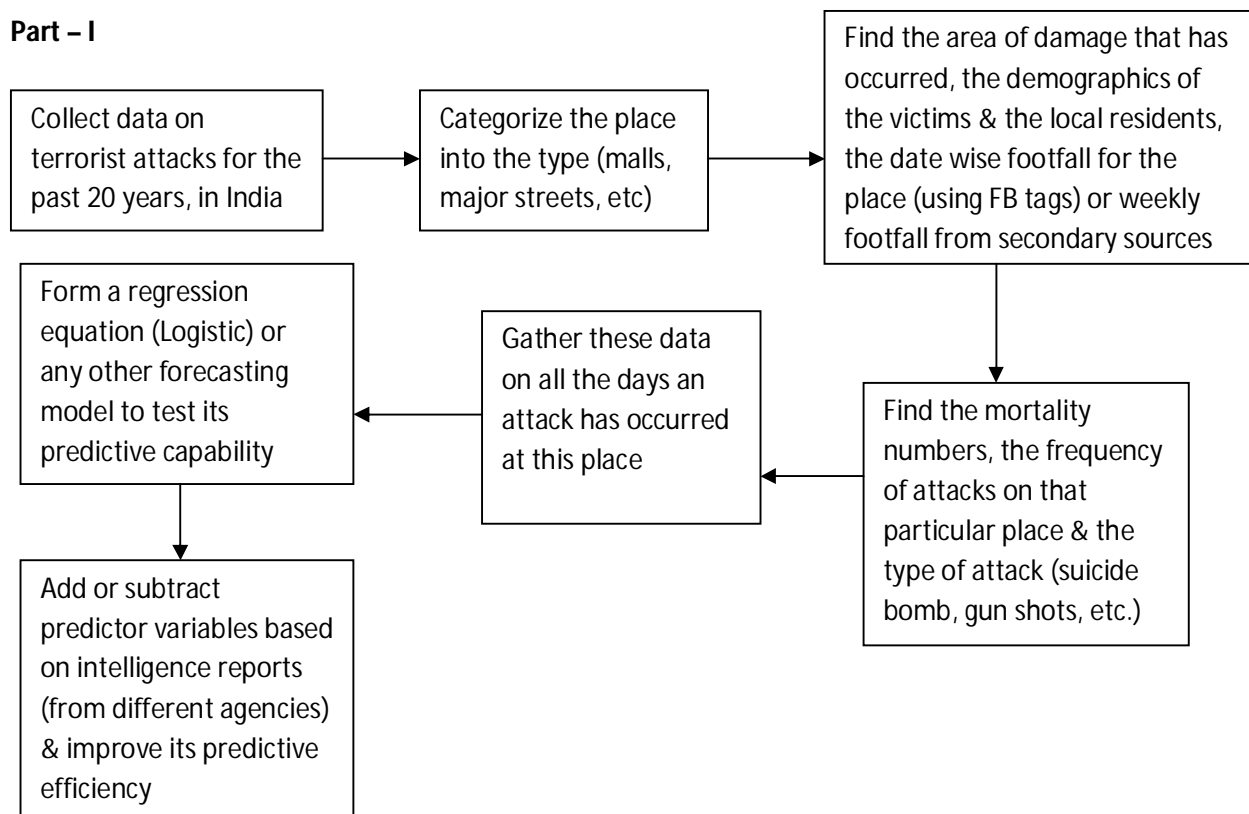 Part – I
Collect data on
terrorist attacks for the
past 20 years, in India
Categorize the place
into the type (malls,
major streets, etc)
Find the area of damage that has
occurred, the demographics of
the victims & the local residents,
the date wise footfall for the
place (using FB tags) or weekly
footfall from secondary sources
Find the mortality
numbers, the frequency
of attacks on that
particular place & the
type of attack (suicide
bomb, gun shots, etc.)
Gather these data
on all the days an
attack has occurred
at this place
Form a regression
equation (Logistic) or
any other forecasting
model to test its
predictive capability
Add or subtract
predictor variables based
on intelligence reports
(from different agencies)
& improve its predictive
efficiency